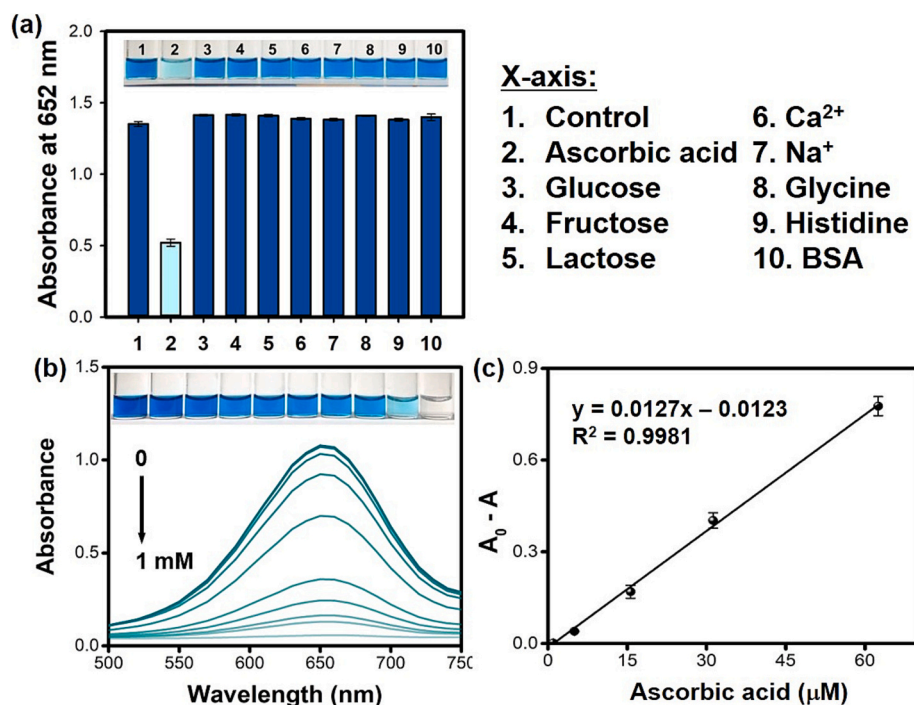 (a)
Absorbance at 652 nm
2.0
1.5
1.0
0.5
0.0
1 2 3 4 5 6 7 8 9 10
1 2 3 4 5 6 7 8 9 10
X-axis:
1. Control
2. Ascorbic acid
3. Glucose
4. Fructose
5. Lactose
6. Ca²⁺
7. Na⁺
8. Glycine
9. Histidine
10. BSA
(b)
Absorbance
1.5
1.0
0.5
0.0
0
1 mM
500 550 600 650 700 750
Wavelength (nm)
(c)
A₀ - A
0.9
0.6
0.3
0.0
y = 0.0127x – 0.0123
R² = 0.9981
0 15 30 45 60
Ascorbic acid (μM)